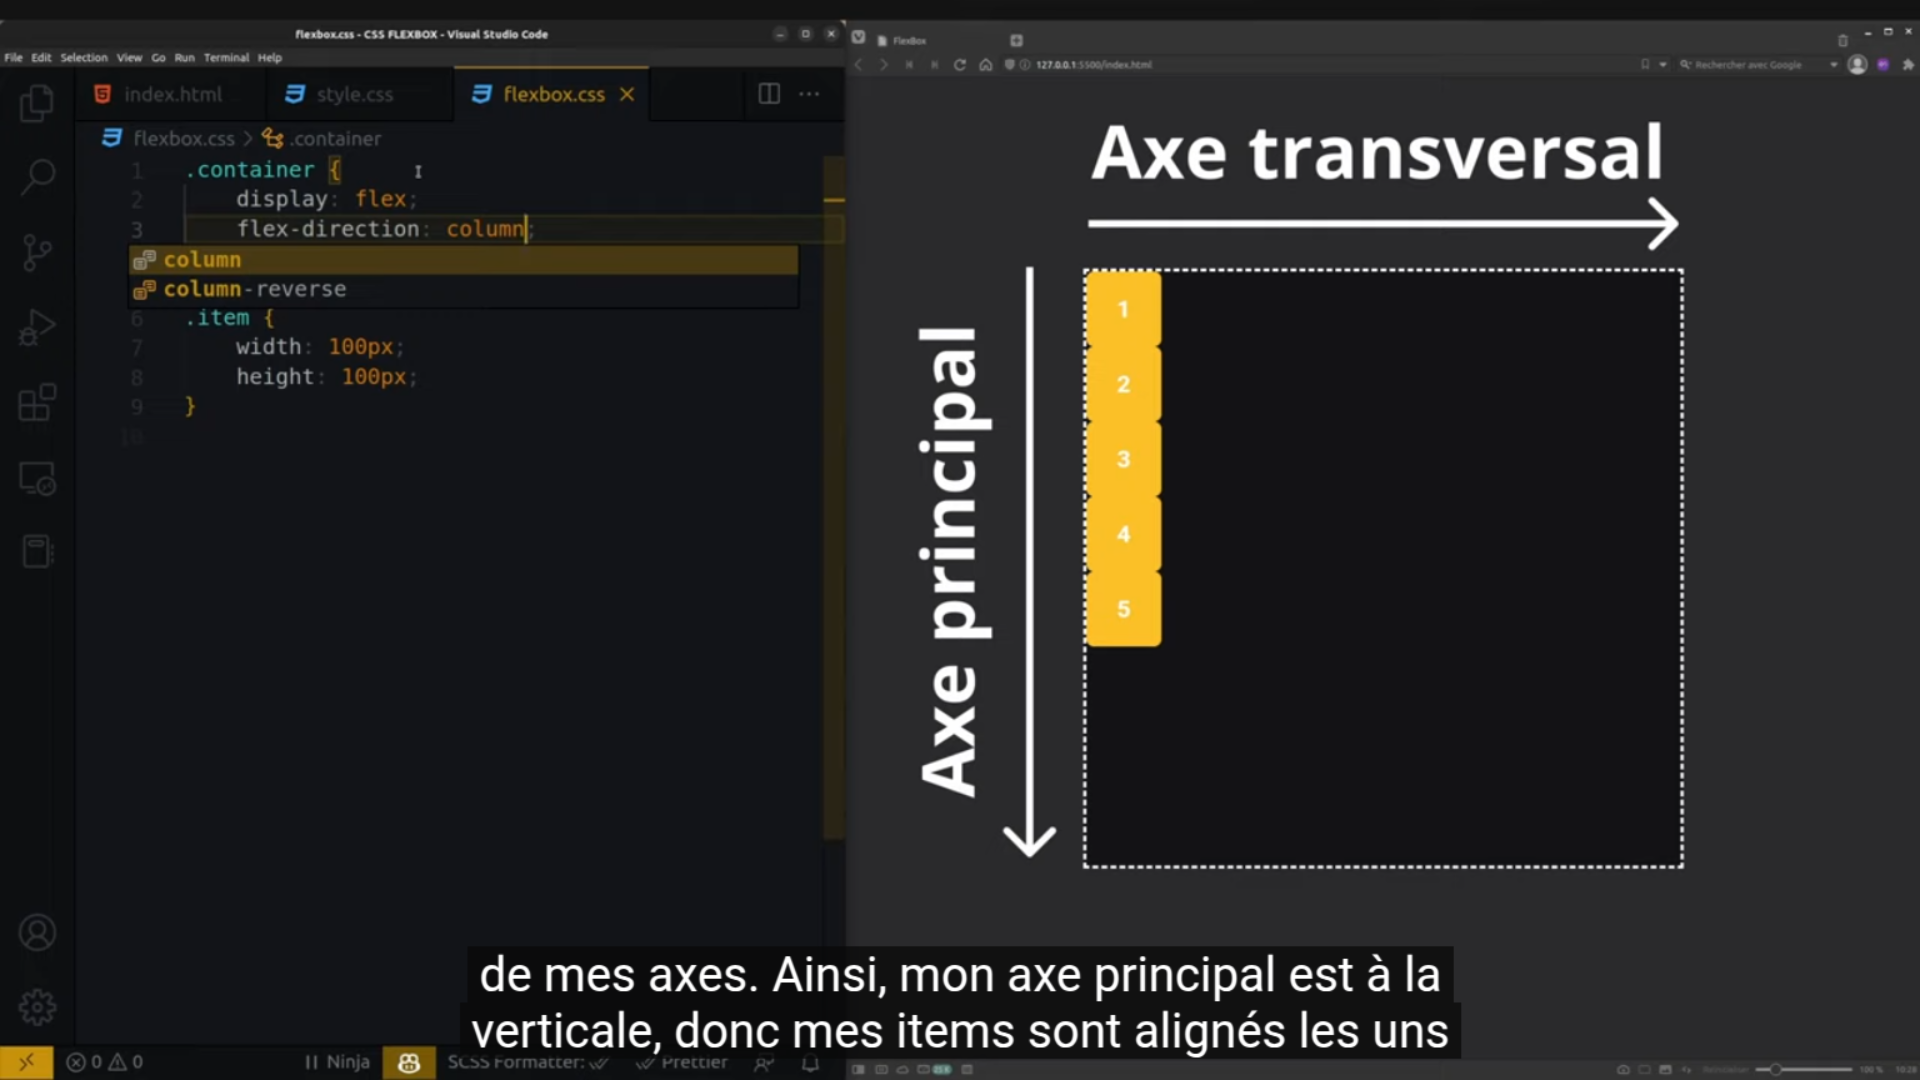 flexbox.css - CSS FLEXBOX - Visual Studio Code
File Edit Selection View Go Run Terminal Help
index.html style.css flexbox.css
flexbox.css > .container
1 .container {
2 display: flex;
3 flex-direction: column;
column
column-reverse
6 .item {
7 width: 100px;
8 height: 100px;
9 }
10
0 0 Ninja SCSS Formatter: Prettier
FlexBox
127.0.0.1:5500/index.html
Rechercher avec Google
Axe transversal
Axe principal
1
2
3
4
5
de mes axes. Ainsi, mon axe principal est à la
verticale, donc mes items sont alignés les uns
100 % 10:28